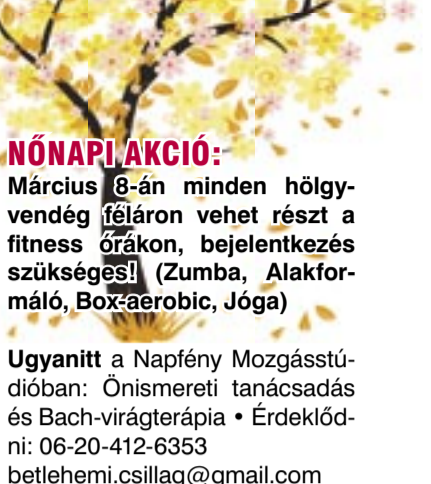 NŐNAPI AKCIÓ:
Március 8-án minden hölgy-
vendég féláron vehet részt a
fitness órákon, bejelentkezés
szükséges! (Zumba, Alakfor-
máló, Box-aerobic, Jóga)
Ugyanitt a Napfény Mozgásstú-
dióban: Önismereti tanácsadás
és Bach-virágterápia • Érdeklőd-
ni: 06-20-412-6353
betlehemi.csillag@gmail.com